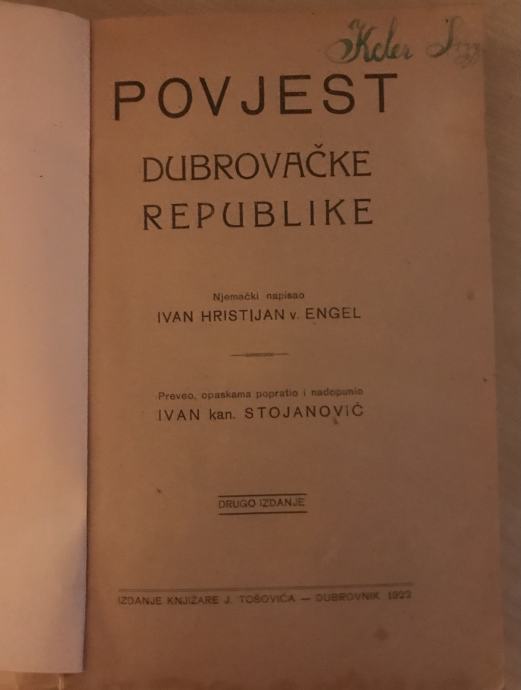 Keler
POVJEST
DUBROVAČKE
REPUBLIKE
Njemački napisao
IVAN HRISTIJAN v. ENGEL
Preveo, opaskama popratio i nadopunio
IVAN kan. STOJANOVIĆ
DRUGO IZDANJE
IZDANJE KNJIŽARE J. TOŠOVIĆA — DUBROVNIK 1922